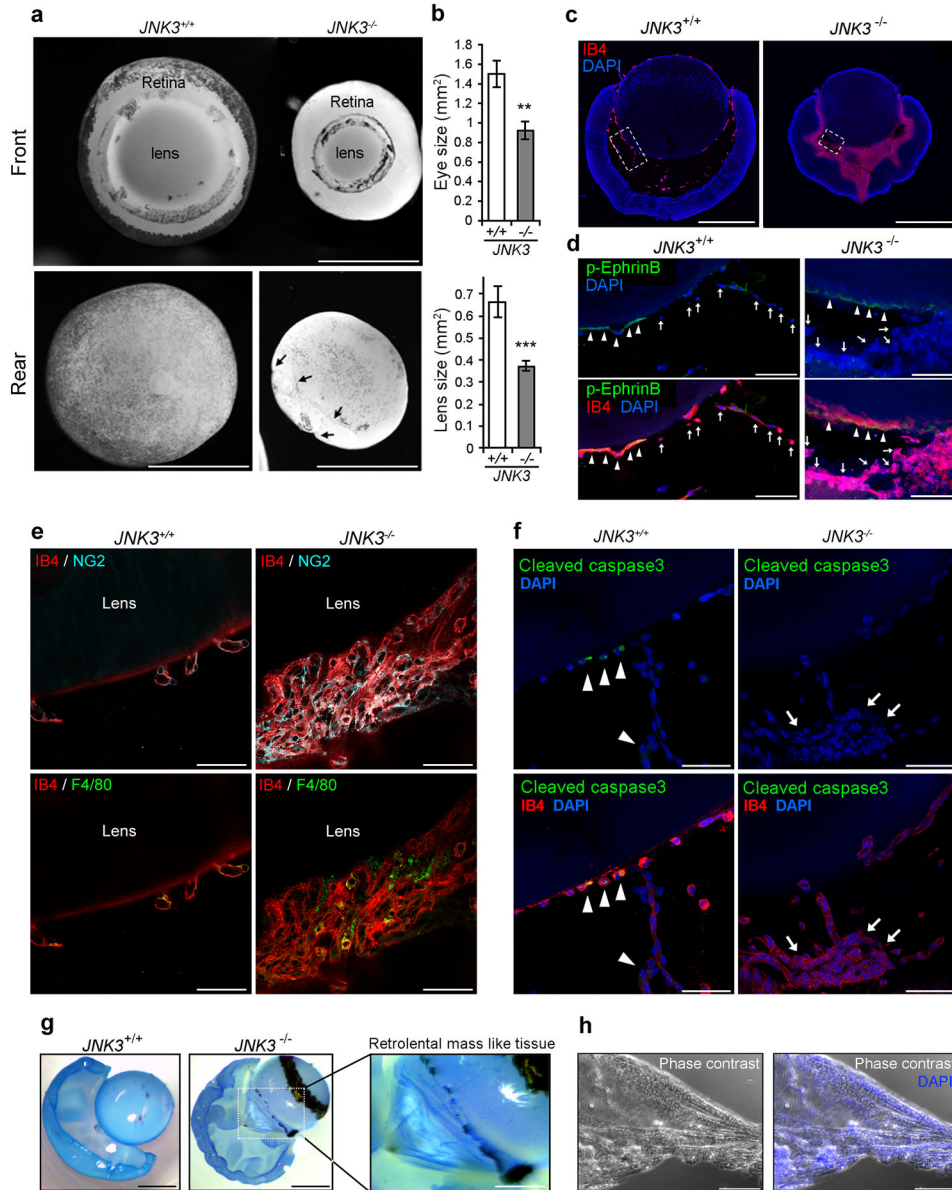 a
JNK3+/+
JNK3-/-
Front
Retina
lens
Retina
lens
Rear
b
Eye size (mm2)
1.8
1.6
1.4
1.2
1
0.8
0.6
0.4
0.2
0
**
+/+ -/-
JNK3
Lens size (mm2)
0.7
0.6
0.5
0.4
0.3
0.2
0.1
0
***
+/+ -/-
JNK3
c
JNK3+/+
JNK3 -/-
IB4
DAPI
d
JNK3+/+
JNK3 -/-
p-EphrinB
DAPI
p-EphrinB
DAPI
p-EphrinB
IB4 DAPI
p-EphrinB
IB4 DAPI
e
JNK3+/+
JNK3-/-
IB4 / NG2
Lens
IB4 / NG2
Lens
IB4 / F4/80
Lens
IB4 / F4/80
Lens
f
JNK3+/+
JNK3-/-
Cleaved caspase3
DAPI
Cleaved caspase3
DAPI
Cleaved caspase3
IB4 DAPI
Cleaved caspase3
IB4 DAPI
g
JNK3+/+
JNK3 -/-
Retrolental mass like tissue
h
Phase contrast
Phase contrast
DAPI